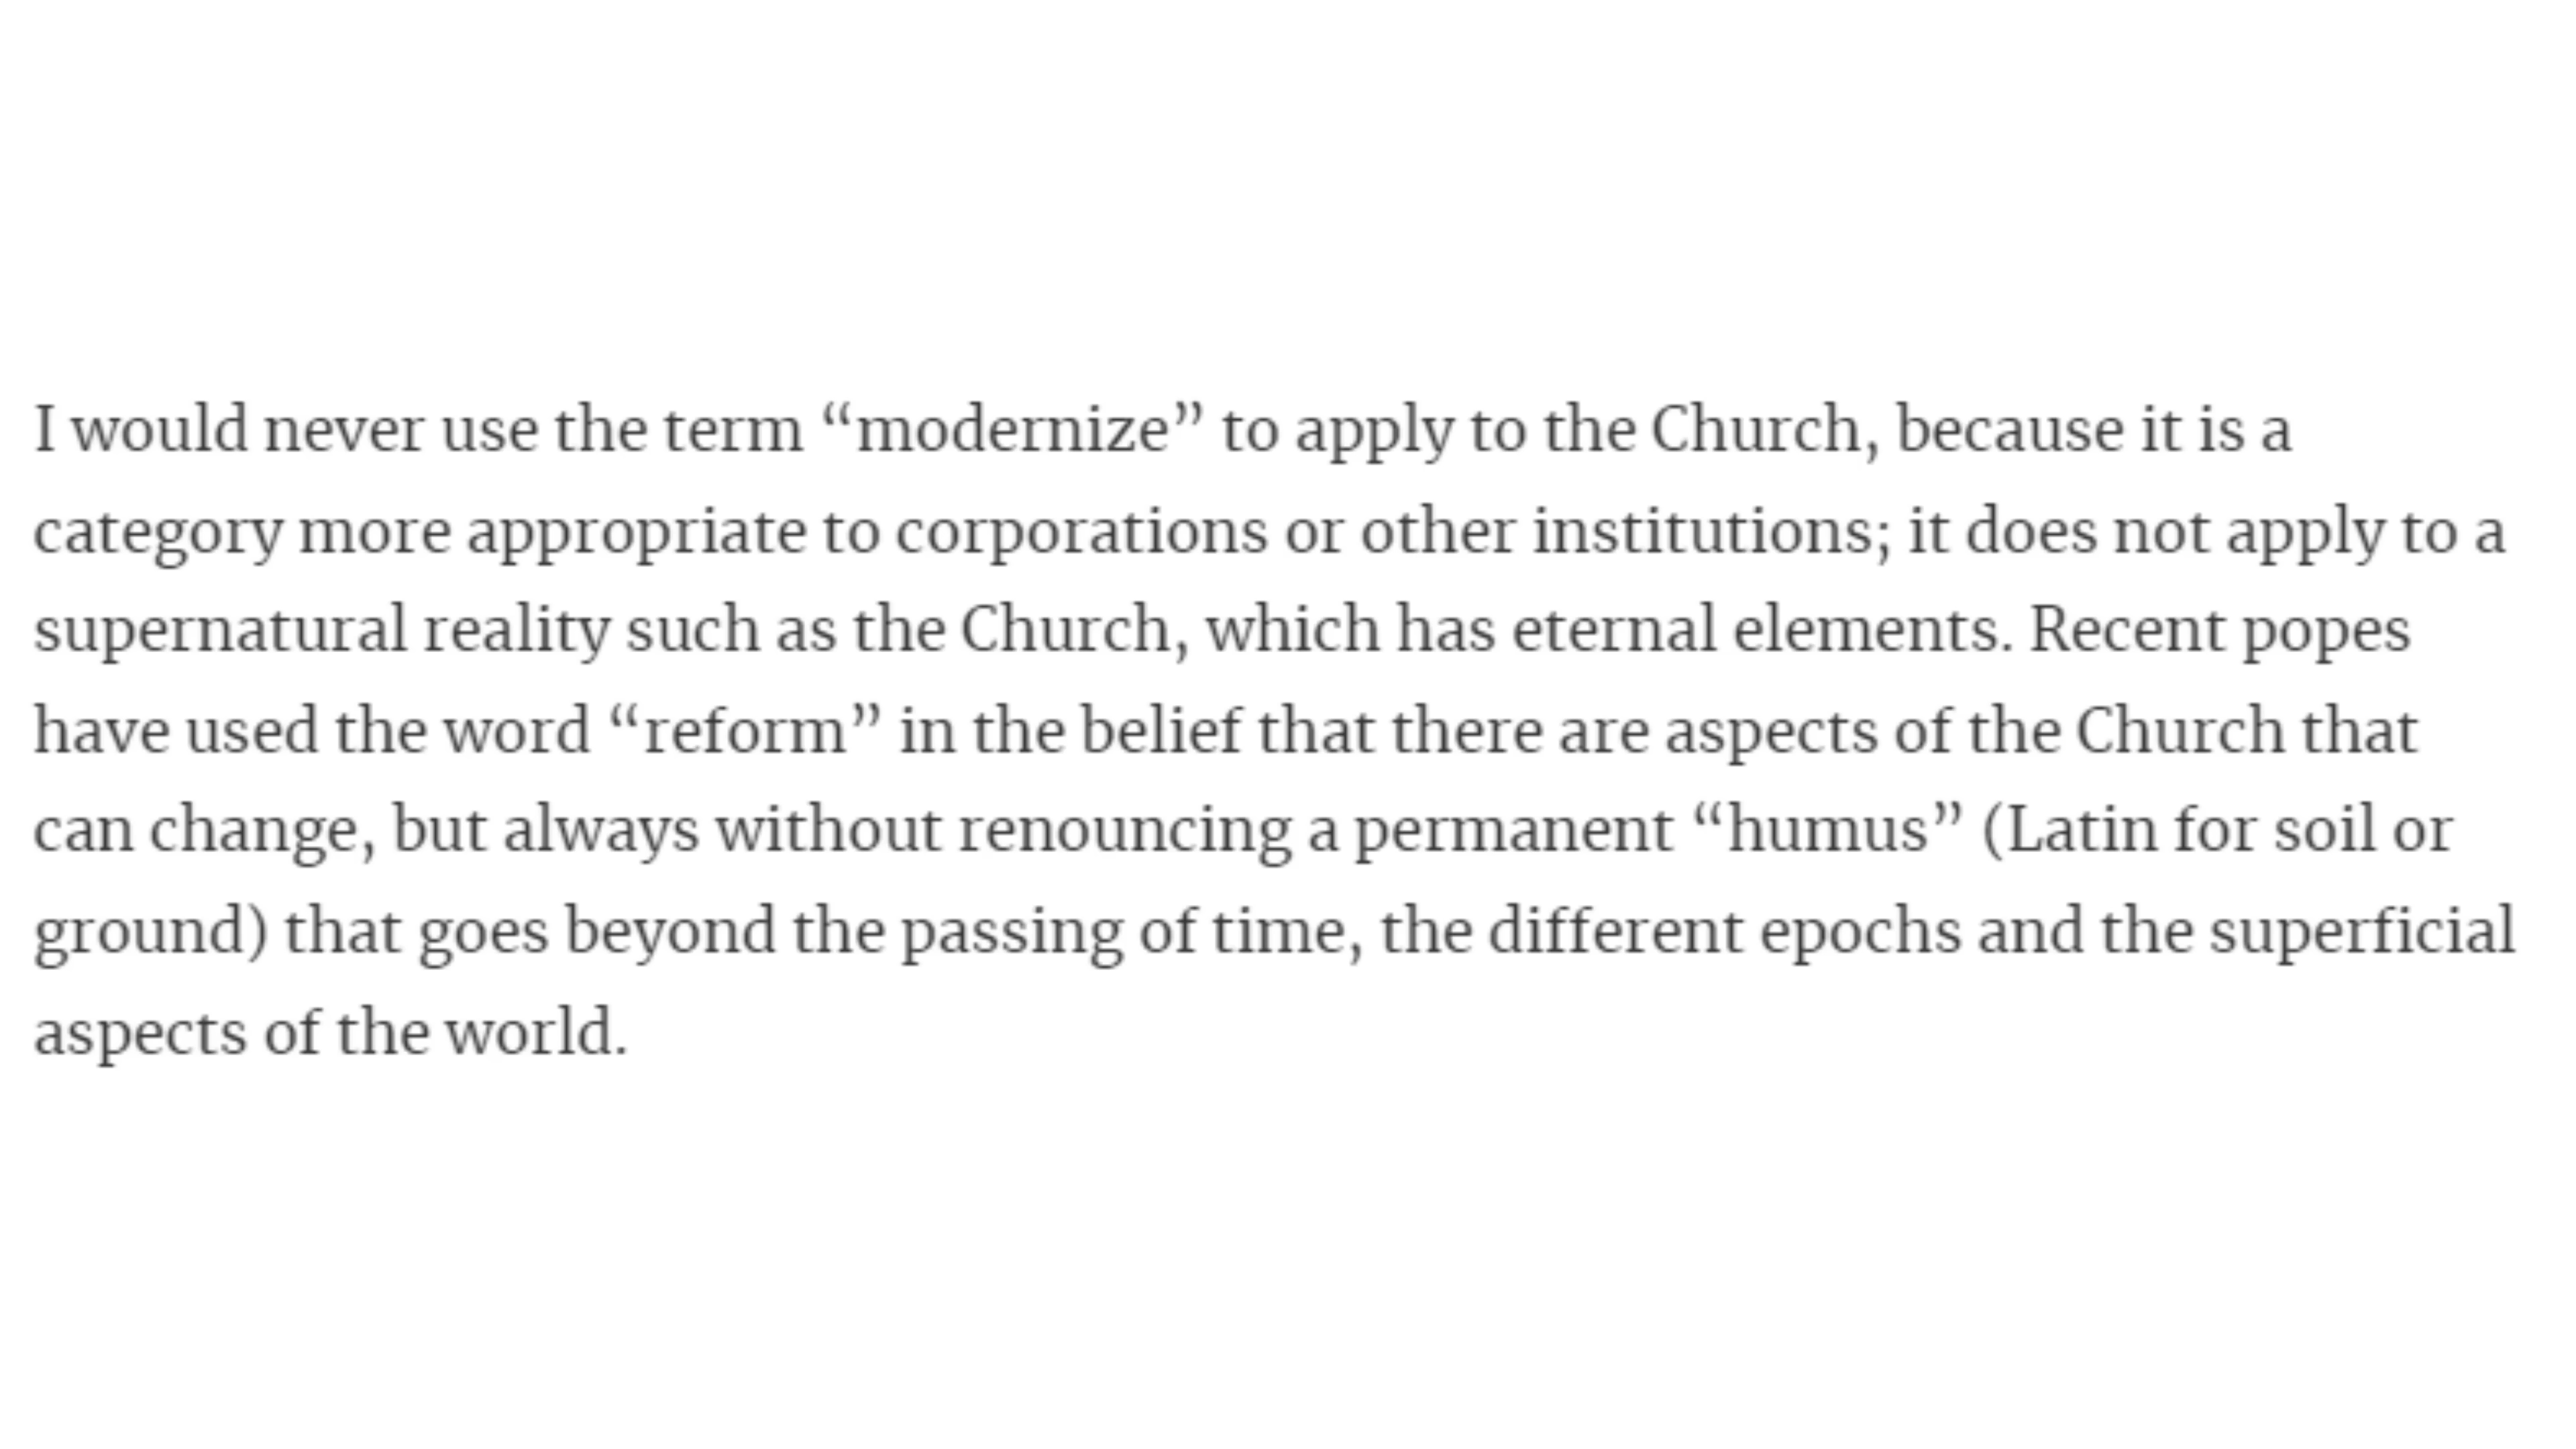 I would never use the term “modernize” to apply to the Church, because it is a
category more appropriate to corporations or other institutions; it does not apply to a
supernatural reality such as the Church, which has eternal elements. Recent popes
have used the word “reform” in the belief that there are aspects of the Church that
can change, but always without renouncing a permanent “humus” (Latin for soil or
ground) that goes beyond the passing of time, the different epochs and the superficial
aspects of the world.